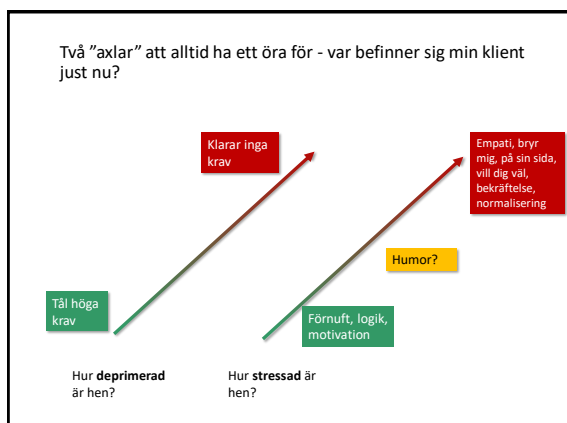 Två ”axlar” att alltid ha ett öra för - var befinner sig min klient
just nu?
Klarar inga
krav
Empati, bryr
mig, på sin sida,
vill dig väl,
bekräftelse,
normalisering
Humor?
Tål höga
krav
Förnuft, logik,
motivation
Hur deprimerad
är hen?
Hur stressad är
hen?